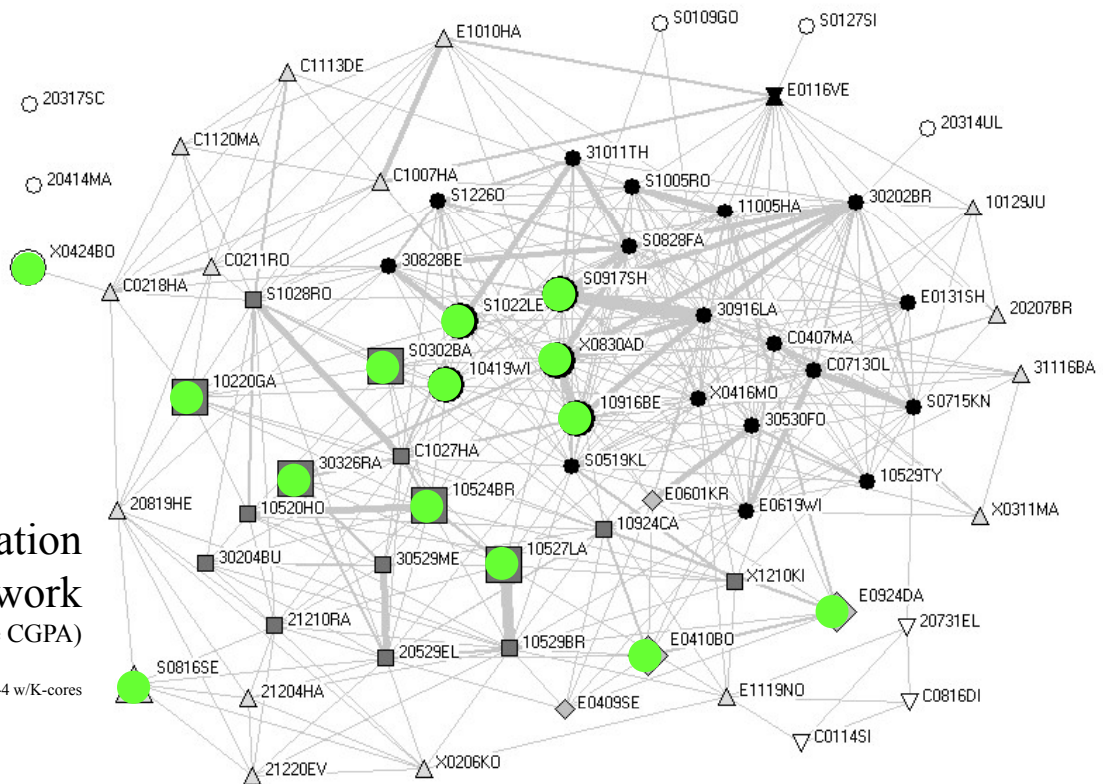 S0109GO
S0127SI
E1010HA
C1113DE
E0116VE
20317SC
20314UL
C1120MA
31011TH
20414MA
C1007HA
S1005RO
S1226O
11005HA
30202BR
10129JU
X0424BO
C0211RO
30828BE
S0828FA
C0218HA
S1028RO
S0917SH
S1022LE
30916LA
E0131SH
20207BR
S0302BA
X0830AD
C0407MA
10220GA
10419WI
C0713OL
31116BA
X0416MO
S0715KN
10916BE
30530FO
C1027HA
30326RA
S0519KL
10529TY
20819HE
10520HO
10524BR
E0601KR
E0619WI
X0311MA
10924CA
ation
30204BU
30529ME
10527LA
X1210KI
work
E0924DA
CGPA)
21210RA
20731EL
20529EL
10529BR
E0410BO
S0816SE
-4 w/K-cores
21204HA
E0409SE
E1119NO
C0816DI
C0114SI
21220EV
X0206KO